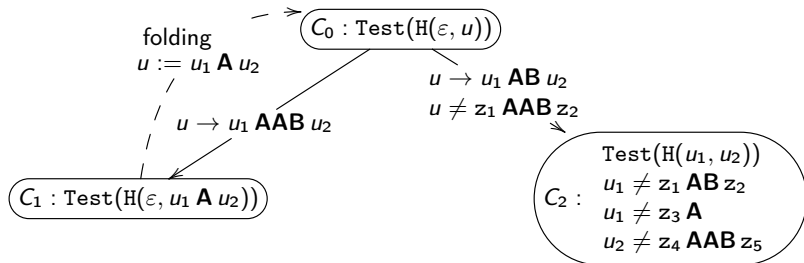 C₀ : Test(H(ε, u))
folding
u := u₁ A u₂
u → u₁ AAB u₂
u → u₁ AB u₂
u ≠ z₁ AAB z₂
C₁ : Test(H(ε, u₁ A u₂))
C₂ :
Test(H(u₁, u₂))
u₁ ≠ z₁ AB z₂
u₁ ≠ z₃ A
u₂ ≠ z₄ AAB z₅